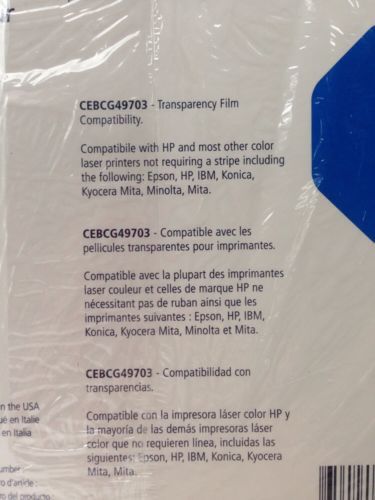 CEBCG49703 - Transparency Film
Compatibility.
Compatibile with HP and most other color
laser printers not requiring a stripe including
the following: Epson, HP, IBM, Konica,
Kyocera Mita, Minolta, Mita.
CEBCG49703 - Compatible avec les
pellicules transparentes pour imprimantes.
Compatible avec la plupart des imprimantes
laser couleur et celles de marque HP ne
nécessitant pas de ruban ainsi que les
imprimantes suivantes : Epson, HP, IBM,
Konica, Kyocera Mita, Minolta et Mita.
CEBCG49703 - Compatibilidad con
transparencias.
Compatible con la impresora láser color HP y
la mayoría de las demás impresoras láser
color que no requieren línea, incluidas las
siguientes: Epson, HP, IBM, Konica, Kyocera
Mita, Mita.
n the USA
ué en Italie
en Italia
umber
o d'article :
o del producto :